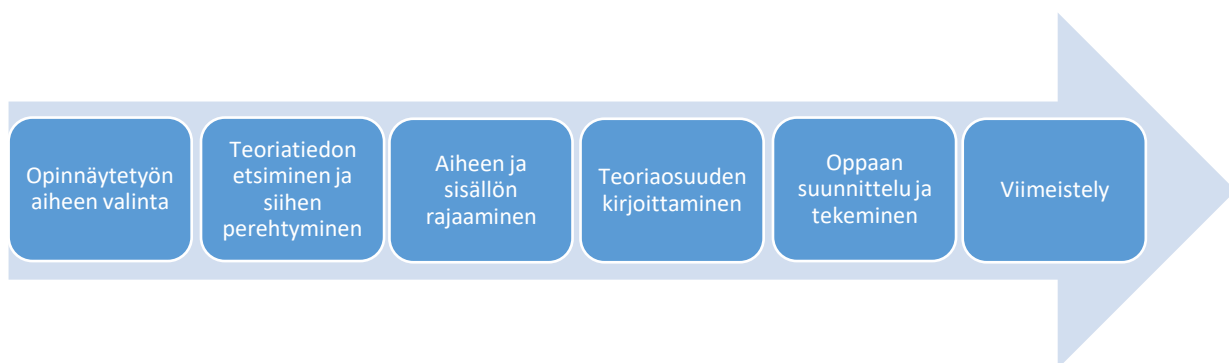 Opinnäytetyön
aiheen valinta
Teoriatiedon
etsiminen ja
siihen
perehtyminen
Aiheen ja
sisällön
rajaaminen
Teoriaosuuden
kirjoittaminen
Oppaan
suunnittelu ja
tekeminen
Viimeistely